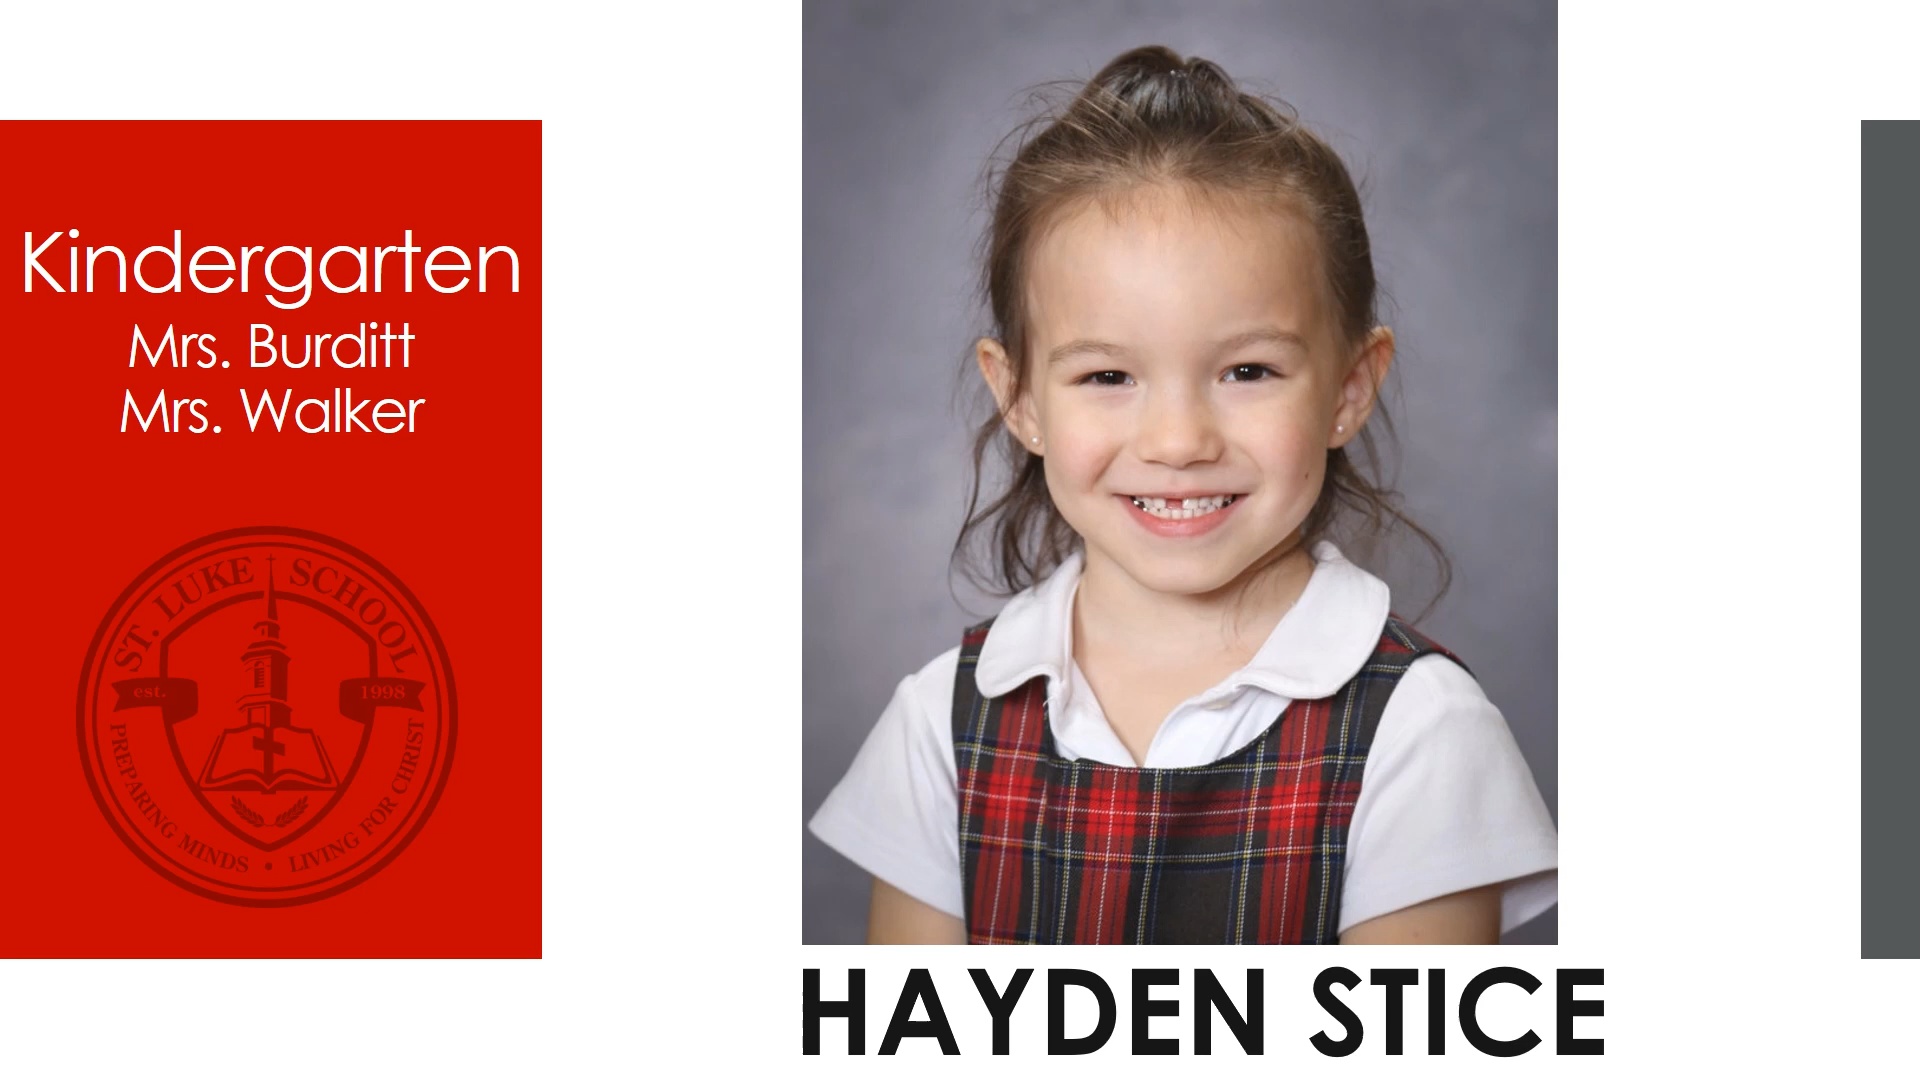 Kindergarten
Mrs. Burditt
Mrs. Walker
ST. LUKE SCHOOL
est. 1998
PREPARING MINDS • LIVING FOR CHRIST
HAYDEN STICE